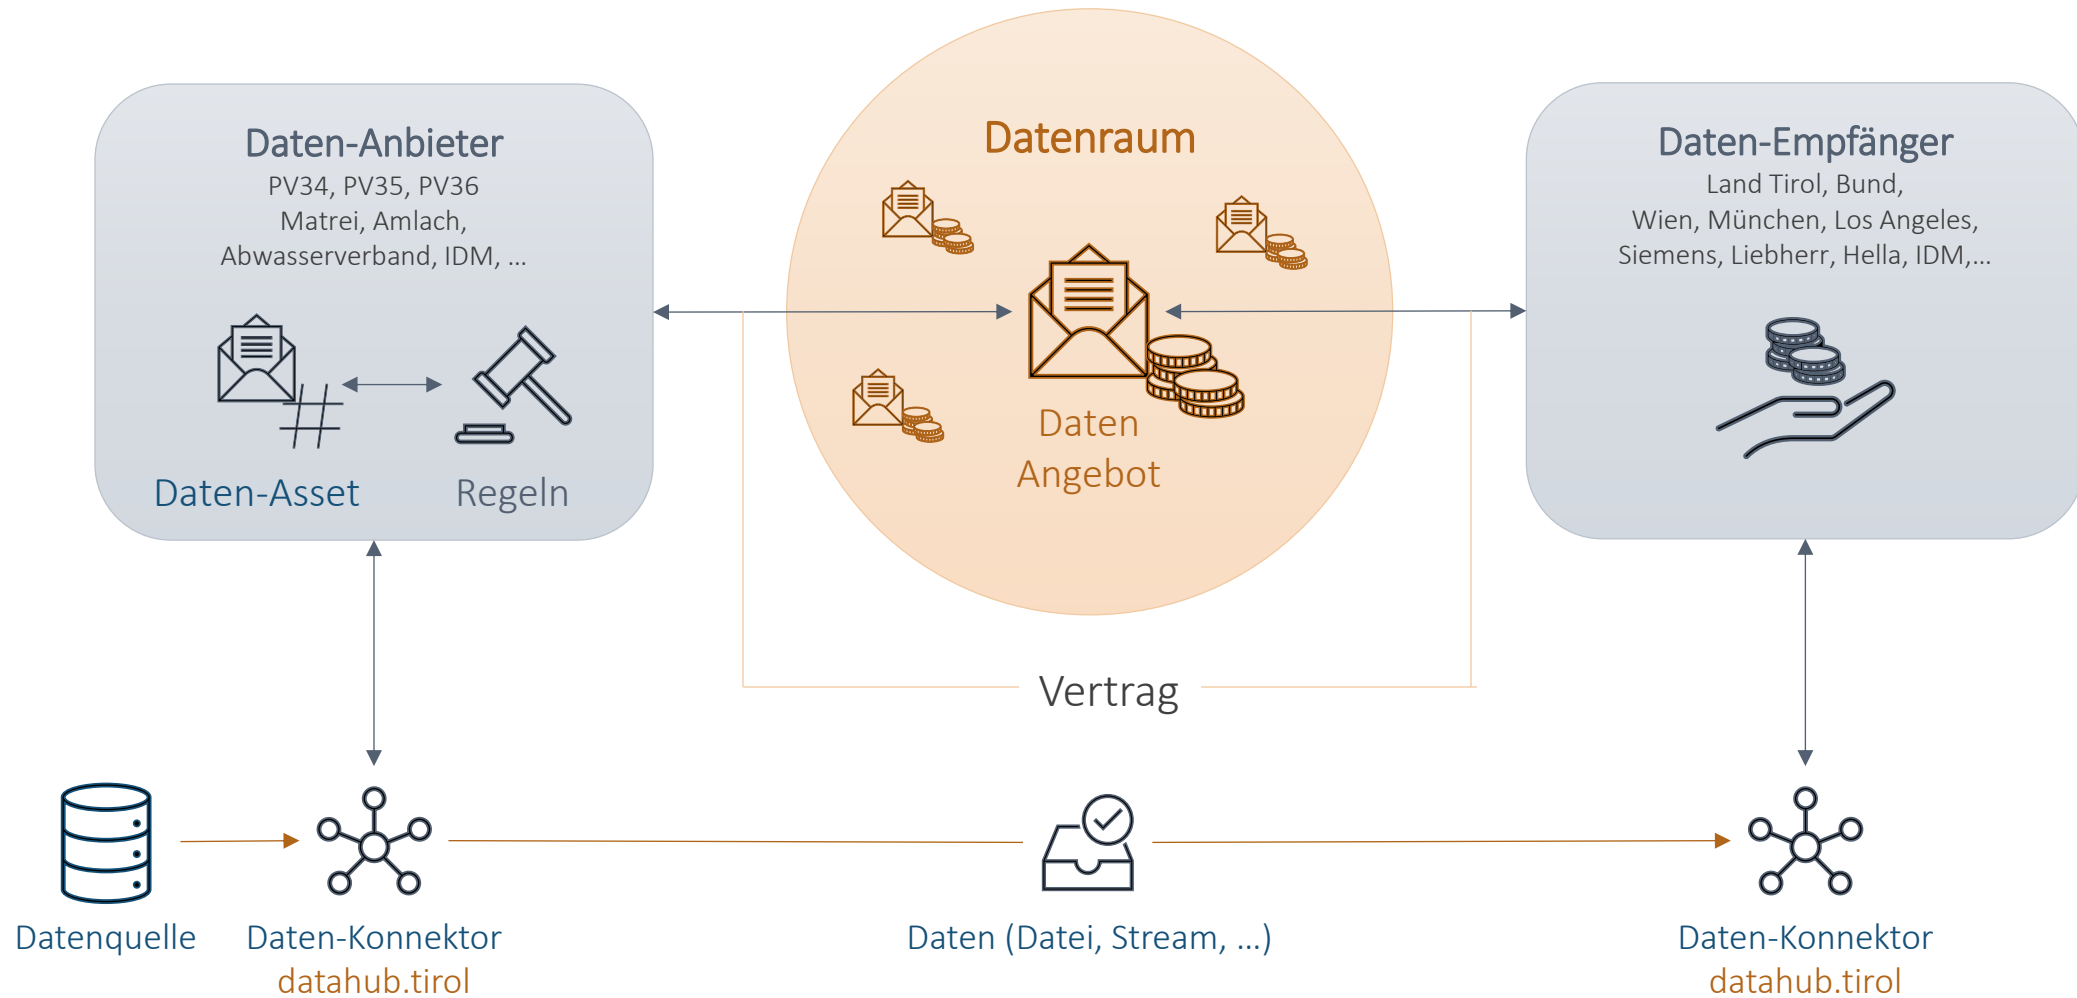 Daten-Anbieter
PV34, PV35, PV36
Matrei, Amlach,
Abwasserverband, IDM, ...
Daten-Asset
Regeln
Datenraum
Daten
Angebot
Daten-Empfänger
Land Tirol, Bund,
Wien, München, Los Angeles,
Siemens, Liebherr, Hella, IDM,...
Vertrag
Datenquelle
Daten-Konnektor
datahub.tirol
Daten (Datei, Stream, ...)
Daten-Konnektor
datahub.tirol